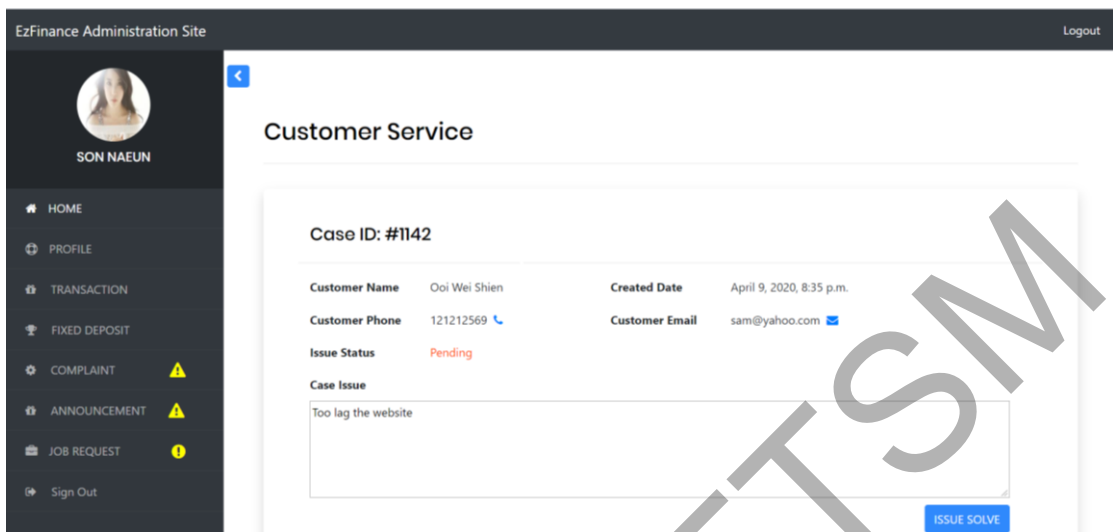 EzFinance Administration Site Logout
SON NAEUN
Customer Service
HOME
PROFILE
TRANSACTION
FIXED DEPOSIT
COMPLAINT
ANNOUNCEMENT
JOB REQUEST
Sign Out
Case ID: #1142
Customer Name Ooi Wei Shien Created Date April 9, 2020, 8:35 p.m.
Customer Phone 121212569 Customer Email sam@yahoo.com
Issue Status Pending
Case Issue
Too lag the website
ISSUE SOLVE
TSM